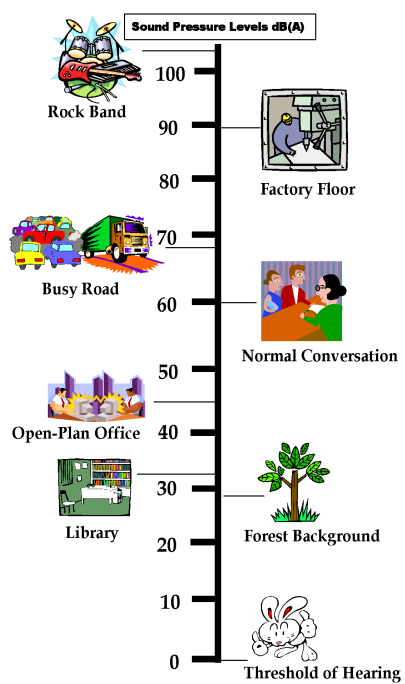 Sound Pressure Levels dB(A)
100
Rock Band
90
Factory Floor
80
70
Busy Road
60
Normal Conversation
50
Open-Plan Office
40
30
Library
Forest Background
20
10
0
Threshold of Hearing